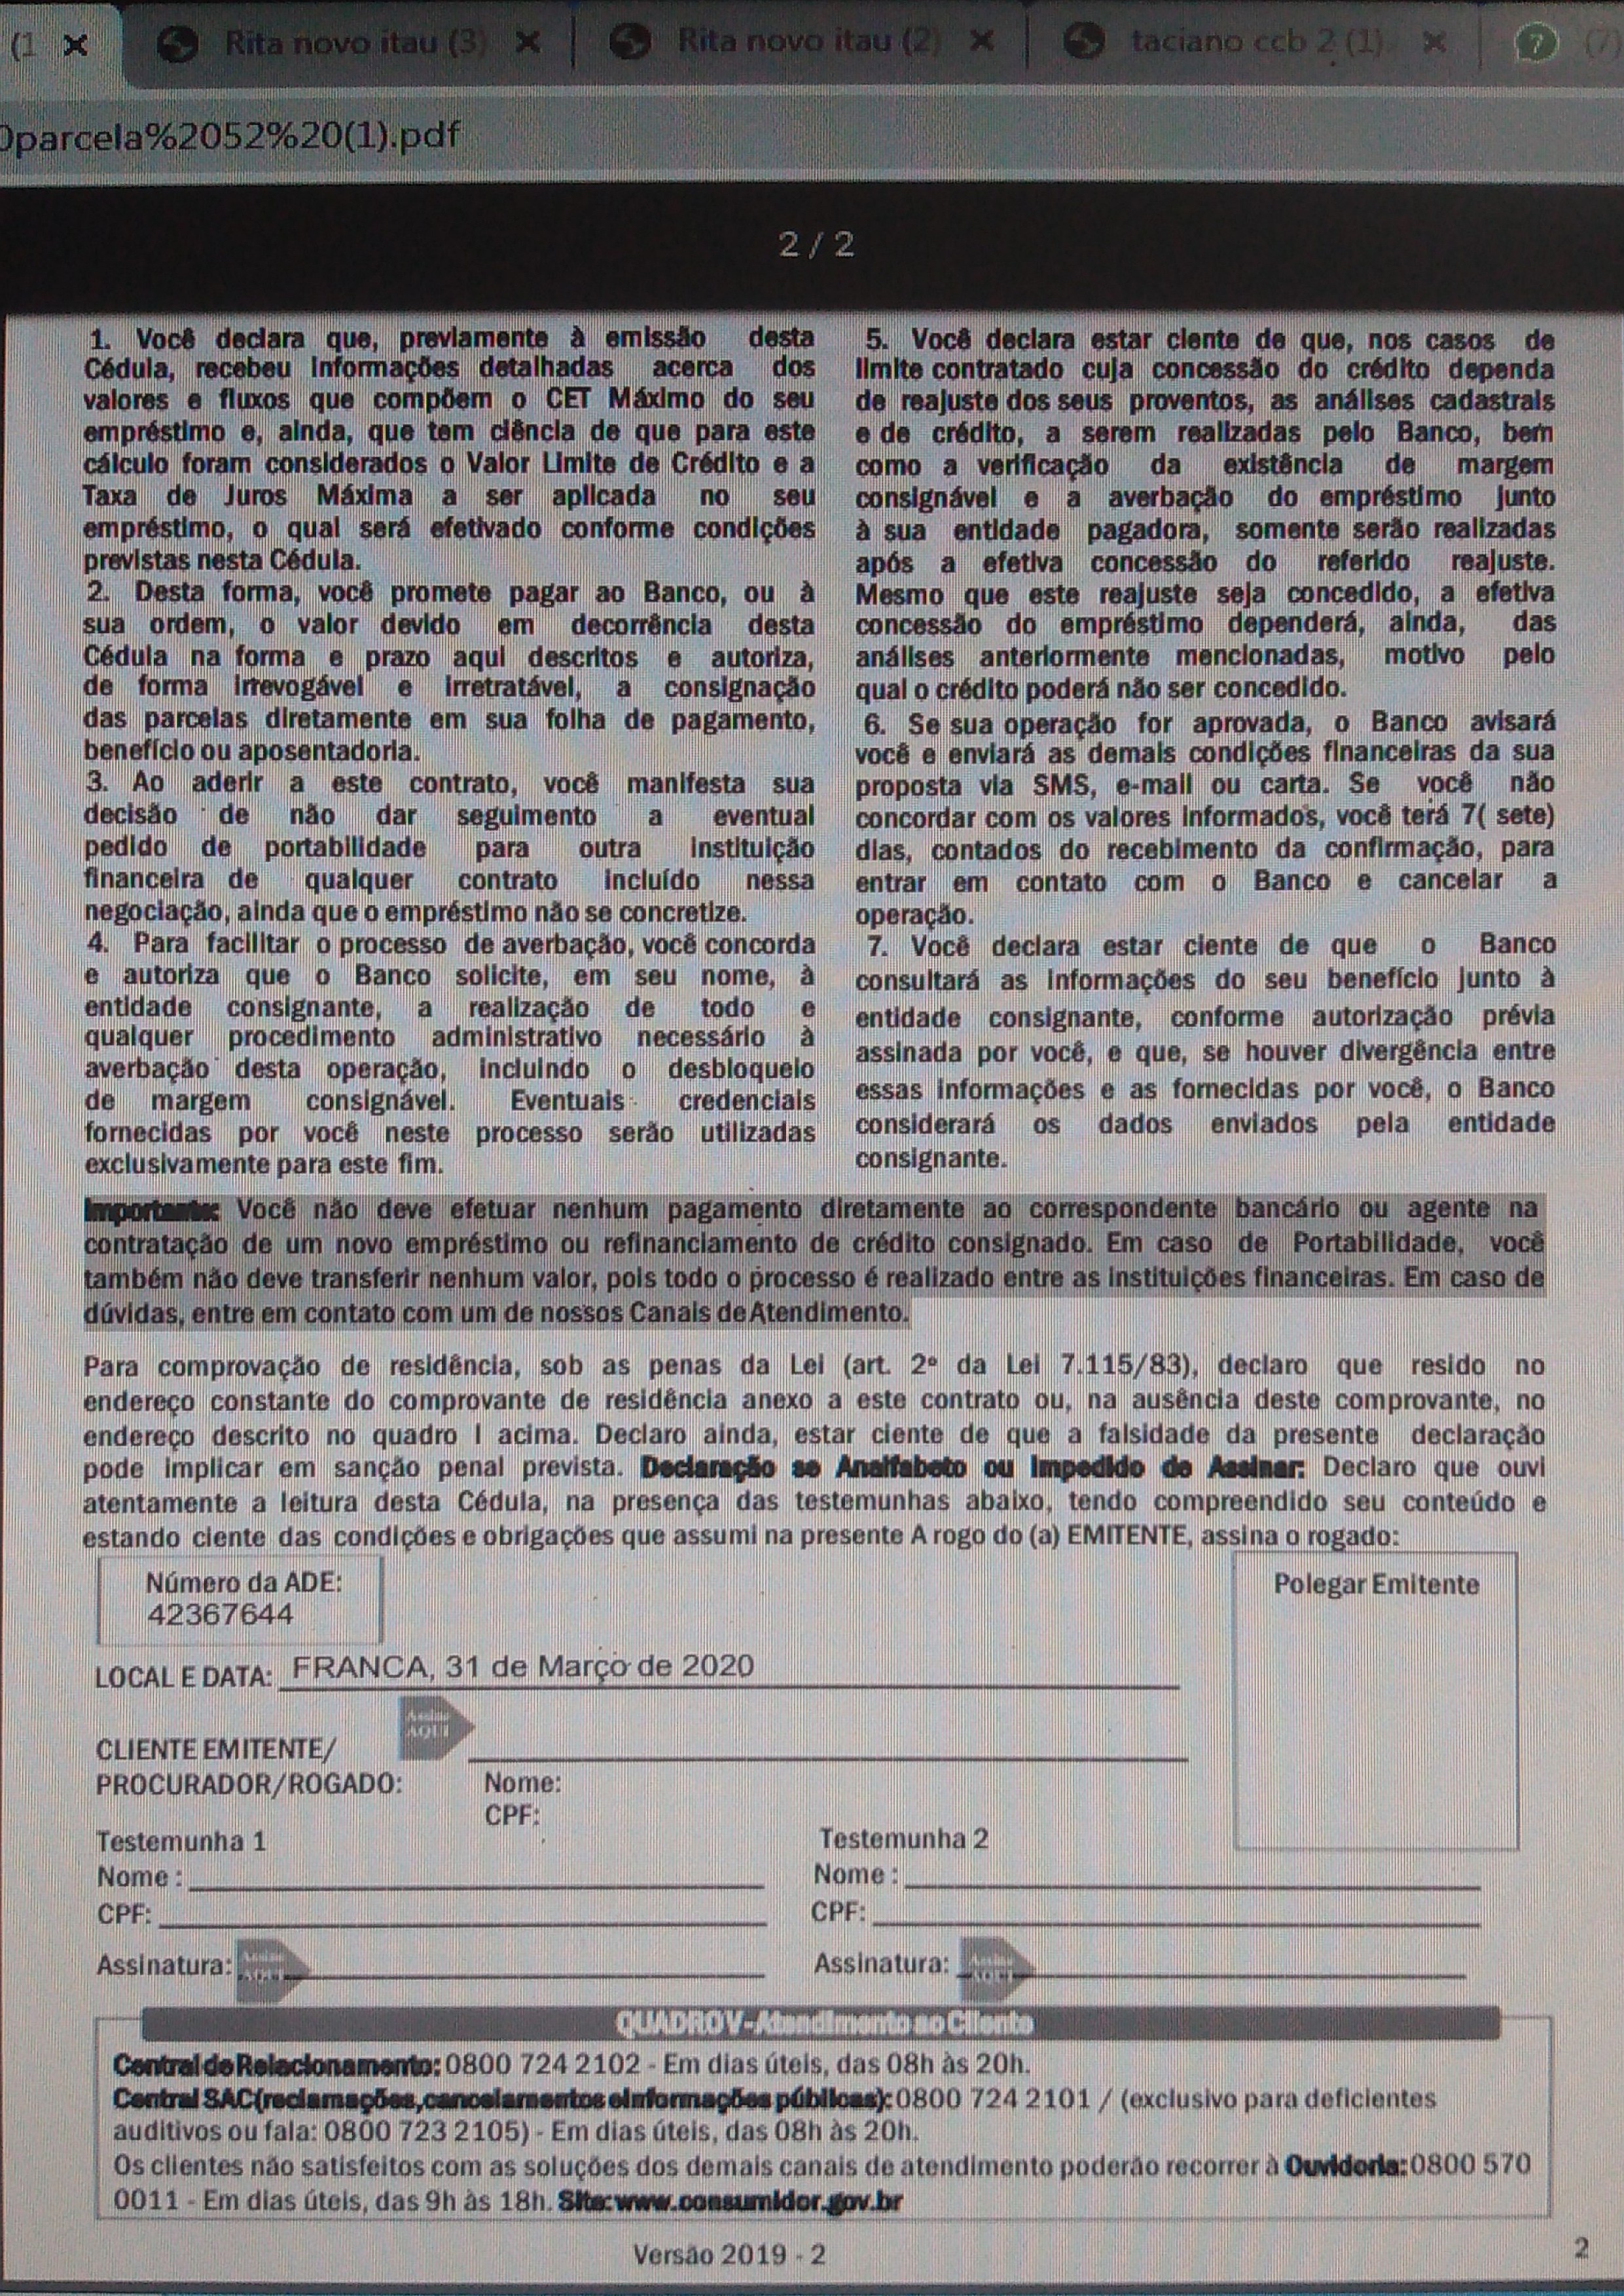 (1
Rita novo itau (3)
Rita novo itau (2)
taciano ccb 2 (1).
?
(7)
parcela%2052%20(1).pdf
2 / 2
1. Você declara que, previamente à emissão desta
Cédula, recebeu informações detalhadas acerca dos
valores e fluxos que compõem o CET Máximo do seu
empréstimo e, ainda, que tem ciência de que para este
cálculo foram considerados o Valor Limite de Crédito e a
Taxa de Juros Máxima a ser aplicada no seu
empréstimo, o qual será efetivado conforme condições
previstas nesta Cédula.
2. Desta forma, você promete pagar ao Banco, ou à
sua ordem, o valor devido em decorrência desta
Cédula na forma e prazo aqui descritos e autoriza,
de forma irrevogável e irretratável, a consignação
das parcelas diretamente em sua folha de pagamento,
benefício ou aposentadoria.
3. Ao aderir a este contrato, você manifesta sua
decisão de não dar seguimento a eventual
pedido de portabilidade para outra instituição
financeira de qualquer contrato incluído nessa
negociação, ainda que o empréstimo não se concretize.
4. Para facilitar o processo de averbação, você concorda
e autoriza que o Banco solicite, em seu nome, à
entidade consignante, a realização de todo e
qualquer procedimento administrativo necessário à
averbação desta operação, incluindo o desbloqueio
de margem consignável. Eventuais credenciais
fornecidas por você neste processo serão utilizadas
exclusivamente para este fim.
5. Você declara estar ciente de que, nos casos de
limite contratado cuja concessão do crédito dependa
de reajuste dos seus proventos, as análises cadastrais
e de crédito, a serem realizadas pelo Banco, bem
como a verificação da existência de margem
consignável e a averbação do empréstimo junto
à sua entidade pagadora, somente serão realizadas
após a efetiva concessão do referido reajuste.
Mesmo que este reajuste seja concedido, a efetiva
concessão do empréstimo dependerá, ainda, das
análises anteriormente mencionadas, motivo pelo
qual o crédito poderá não ser concedido.
6. Se sua operação for aprovada, o Banco avisará
você e enviará as demais condições financeiras da sua
proposta via SMS, e-mail ou carta. Se você não
concordar com os valores informados, você terá 7( sete)
dias, contados do recebimento da confirmação, para
entrar em contato com o Banco e cancelar a
operação.
7. Você declara estar ciente de que o Banco
consultará as informações do seu benefício junto à
entidade consignante, conforme autorização prévia
assinada por você, e que, se houver divergência entre
essas informações e as fornecidas por você, o Banco
considerará os dados enviados pela entidade
consignante.
Importante: Você não deve efetuar nenhum pagamento diretamente ao correspondente bancário ou agente na
contratação de um novo empréstimo ou refinanciamento de crédito consignado. Em caso de Portabilidade, você
também não deve transferir nenhum valor, pois todo o processo é realizado entre as instituições financeiras. Em caso de
dúvidas, entre em contato com um de nossos Canais de Atendimento.
Para comprovação de residência, sob as penas da Lei (art. 2º da Lei 7.115/83), declaro que resido no
endereço constante do comprovante de residência anexo a este contrato ou, na ausência deste comprovante, no
endereço descrito no quadro I acima. Declaro ainda, estar ciente de que a falsidade da presente declaração
pode implicar em sanção penal prevista. Declaração se Analfabeto ou Impedido de Assinar: Declaro que ouvi
atentamente a leitura desta Cédula, na presença das testemunhas abaixo, tendo compreendido seu conteúdo e
estando ciente das condições e obrigações que assumi na presente A rogo do (a) EMITENTE, assina o rogado:
Número da ADE:
42367644
Polegar Emitente
LOCAL E DATA: FRANCA, 31 de Março de 2020
Assine
AQUI
CLIENTE EMITENTE/
PROCURADOR/ROGADO:
Nome:
CPF:
Testemunha 1
Nome :
CPF:
Assinatura: Assine
AQUI
Testemunha 2
Nome :
CPF:
Assinatura: Assine
AQUI
QUADRO V - Atendimento ao Cliente
Central de Relacionamento: 0800 724 2102 - Em dias úteis, das 08h às 20h.
Central SAC (reclamações, cancelamentos e informações públicas): 0800 724 2101 / (exclusivo para deficientes
auditivos ou fala: 0800 723 2105) - Em dias úteis, das 08h às 20h.
Os clientes não satisfeitos com as soluções dos demais canais de atendimento poderão recorrer à Ouvidoria: 0800 570
0011 - Em dias úteis, das 9h às 18h. Site: www.consumidor.gov.br
Versão 2019 - 2
2